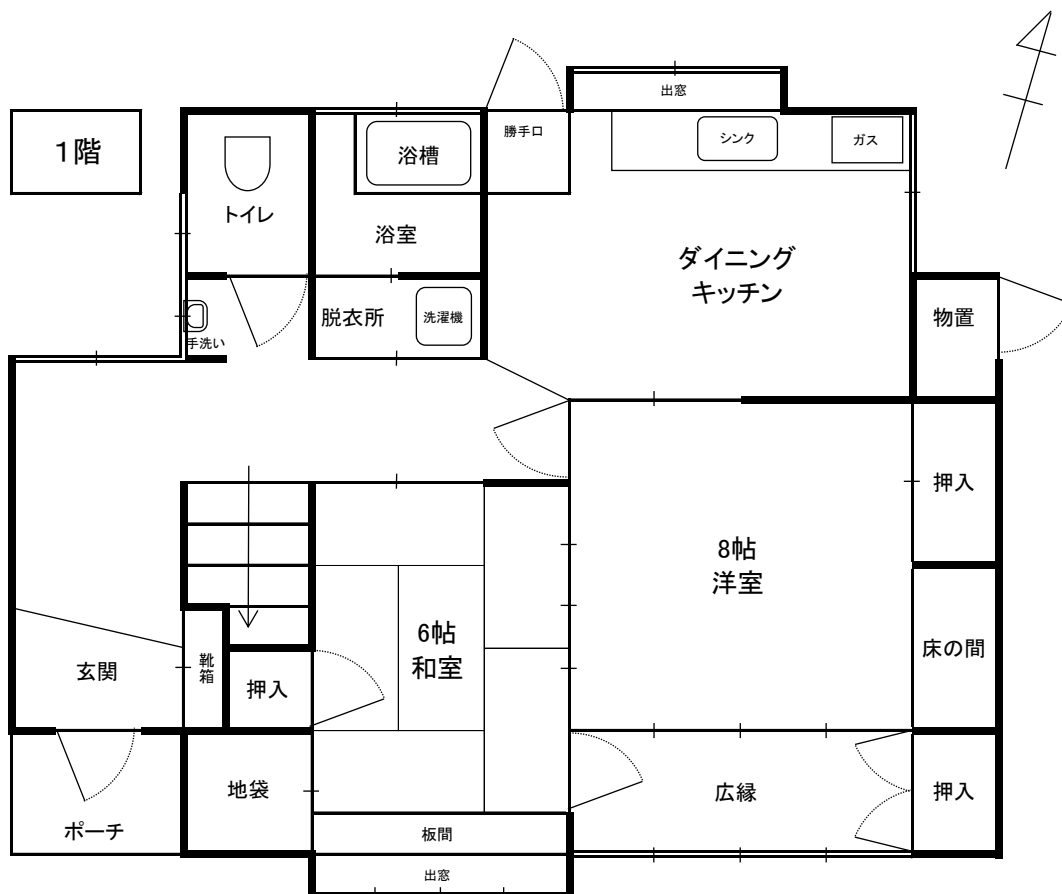 1階
出窓
勝手口
シンク
ガス
浴槽
トイレ
浴室
ダイニング
キッチン
脱衣所
洗濯機
手洗い
物置
押入
8帖
洋室
6帖
和室
床の間
靴箱
玄関
押入
地袋
広縁
押入
ポーチ
板間
出窓